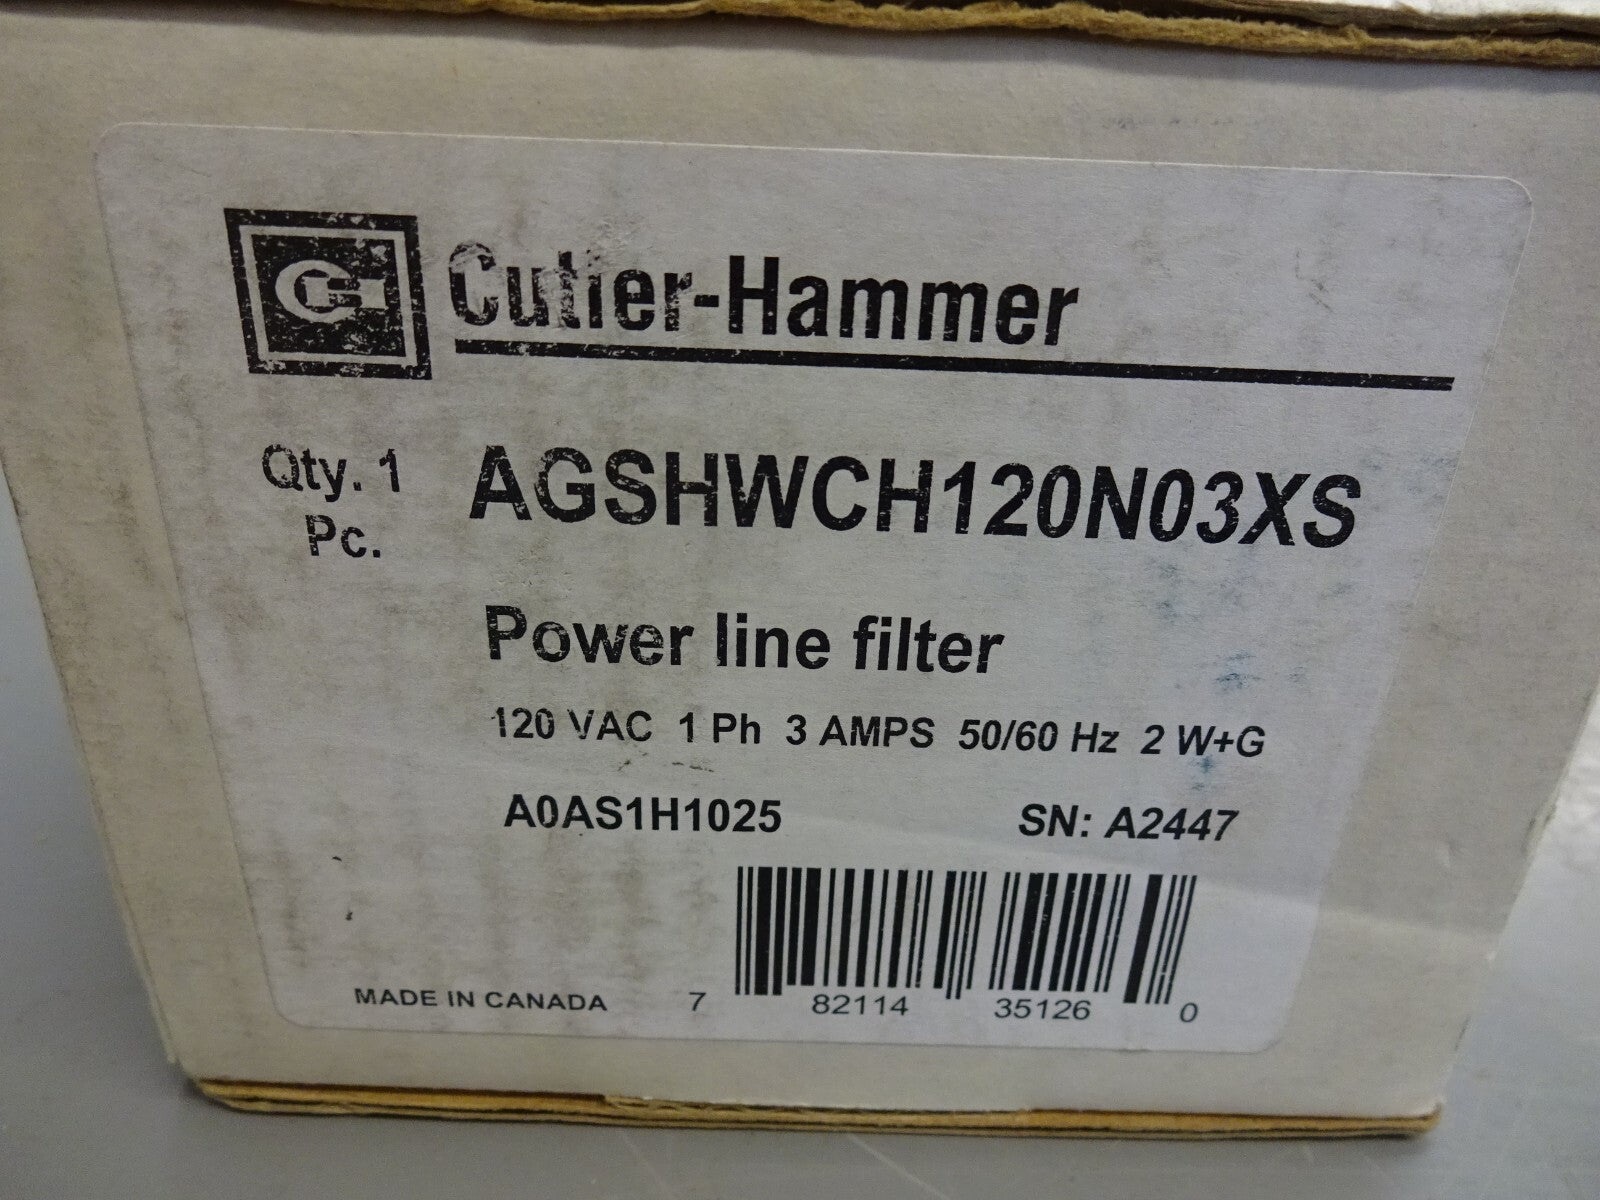 CH Cutler-Hammer
Qty. 1 AGSHWCH120N03XS
Pc.
Power line filter
120 VAC 1 Ph 3 AMPS 50/60 Hz 2 W+G
A0AS1H1025 SN: A2447
MADE IN CANADA 7 82114 35126 0